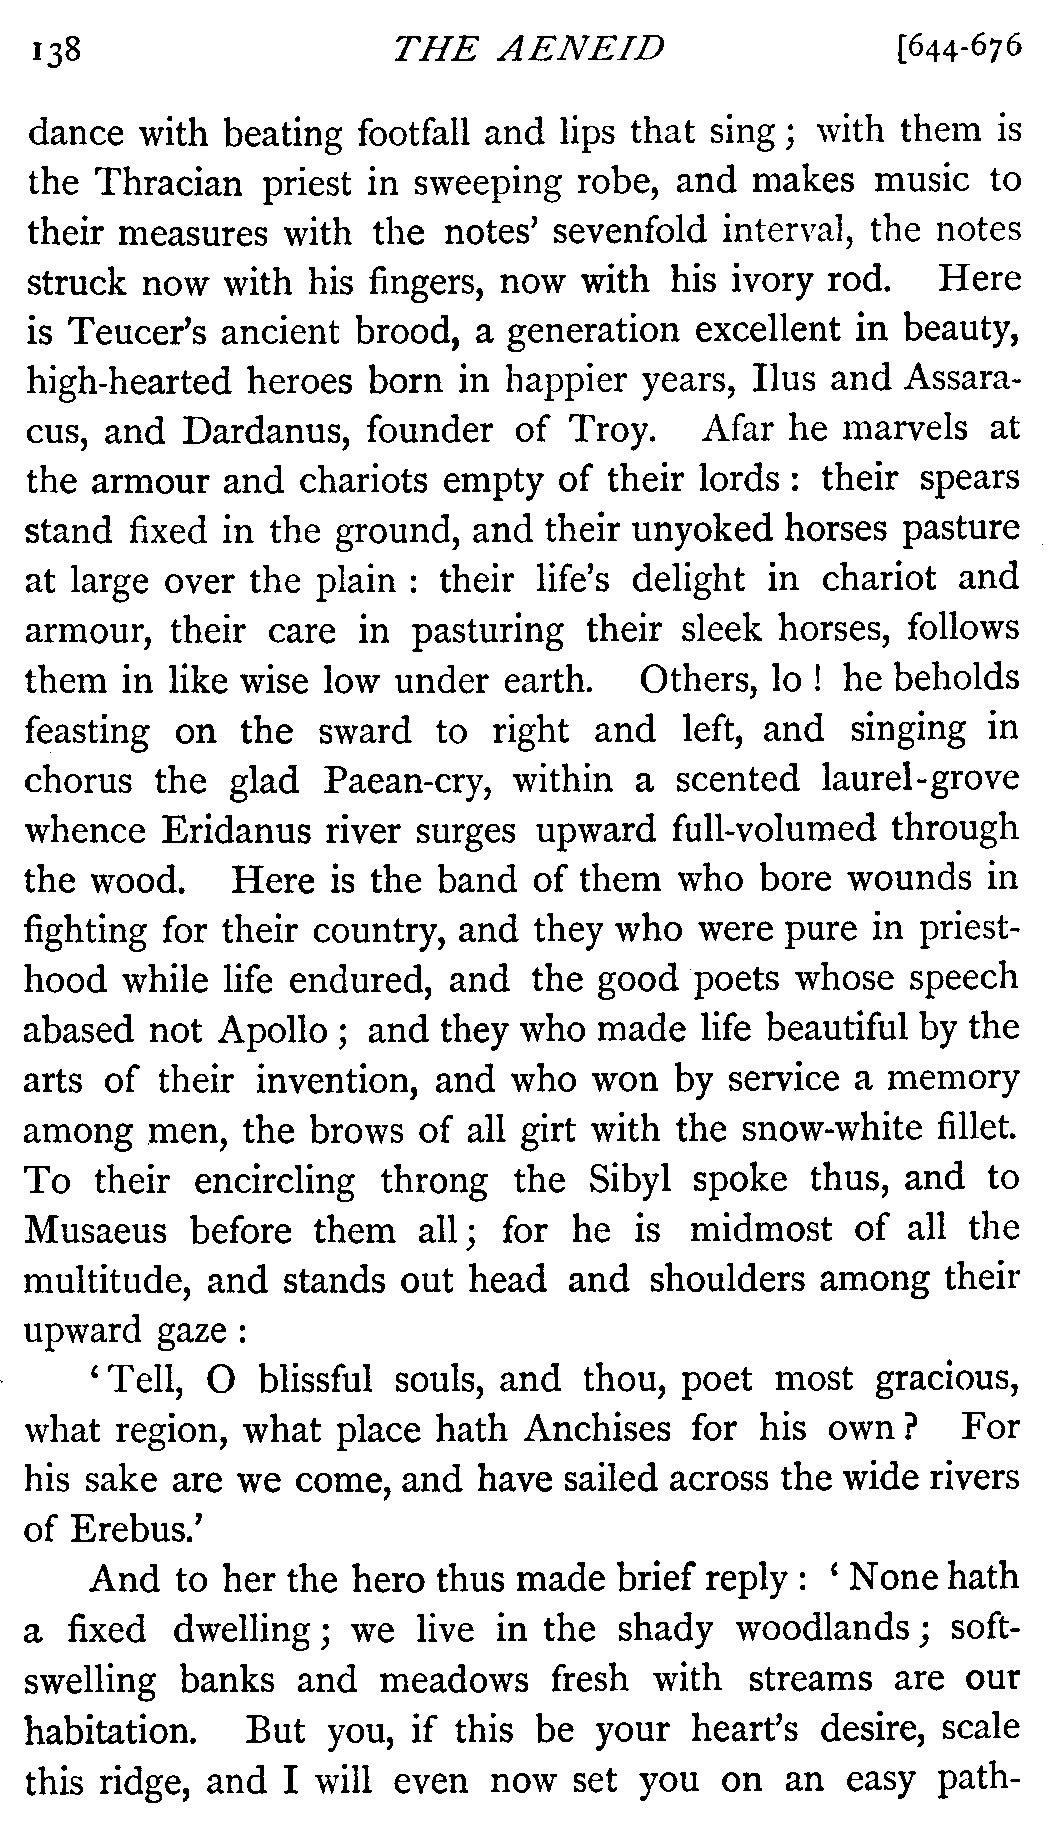 138 THE AENEID [644-676
dance with beating footfall and lips that sing ; with them is
the Thracian priest in sweeping robe, and makes music to
their measures with the notes’ sevenfold interval, the notes
struck now with his fingers, now with his ivory rod. Here
is Teucer’s ancient brood, a generation excellent in beauty,
high-hearted heroes born in happier years, Ilus and Assara-
cus, and Dardanus, founder of Troy. Afar he marvels at
the armour and chariots empty of their lords : their spears
stand fixed in the ground, and their unyoked horses pasture
at large over the plain : their life’s delight in chariot and
armour, their care in pasturing their sleek horses, follows
them in like wise low under earth. Others, lo ! he beholds
feasting on the sward to right and left, and singing in
chorus the glad Paean-cry, within a scented laurel-grove
whence Eridanus river surges upward full-volumed through
the wood. Here is the band of them who bore wounds in
fighting for their country, and they who were pure in priest-
hood while life endured, and the good poets whose speech
abased not Apollo ; and they who made life beautiful by the
arts of their invention, and who won by service a memory
among men, the brows of all girt with the snow-white fillet.
To their encircling throng the Sibyl spoke thus, and to
Musaeus before them all ; for he is midmost of all the
multitude, and stands out head and shoulders among their
upward gaze :
‘ Tell, O blissful souls, and thou, poet most gracious,
what region, what place hath Anchises for his own ? For
his sake are we come, and have sailed across the wide rivers
of Erebus.’
And to her the hero thus made brief reply : ‘ None hath
a fixed dwelling ; we live in the shady woodlands ; soft-
swelling banks and meadows fresh with streams are our
habitation. But you, if this be your heart’s desire, scale
this ridge, and I will even now set you on an easy path-